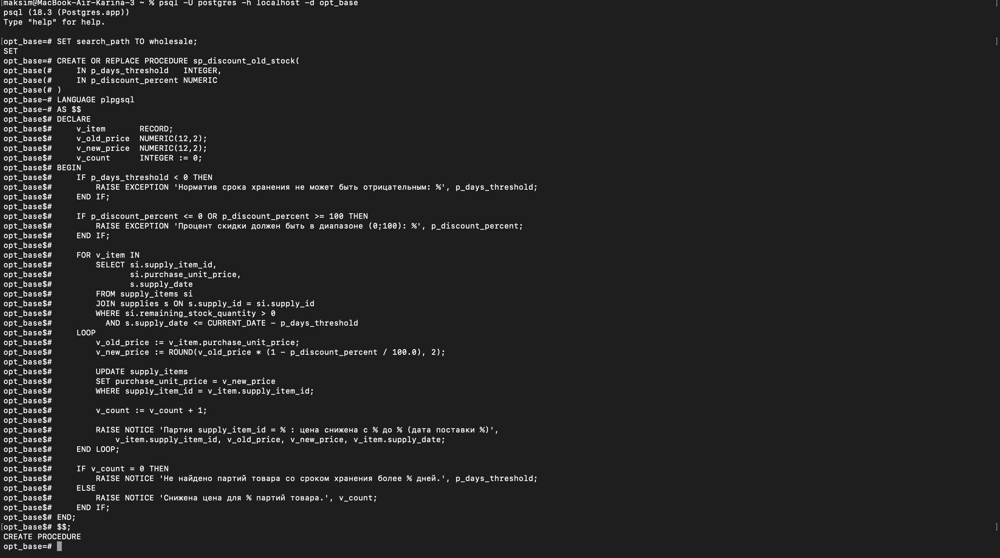 [maksim@MacBook-Air-Karina-3 ~ % psql -U postgres -h localhost -d opt_base ]
psql (18.3 (Postgres.app))
Type "help" for help.

[opt_base=# SET search_path TO wholesale; ]
SET
opt_base=# CREATE OR REPLACE PROCEDURE sp_discount_old_stock(
opt_base(#     IN p_days_threshold   INTEGER,
opt_base(#     IN p_discount_percent NUMERIC
opt_base(# )
opt_base-# LANGUAGE plpgsql
opt_base-# AS $$
opt_base$# DECLARE
opt_base$#     v_item       RECORD;
opt_base$#     v_old_price  NUMERIC(12,2);
opt_base$#     v_new_price  NUMERIC(12,2);
opt_base$#     v_count      INTEGER := 0;
opt_base$# BEGIN
opt_base$#     IF p_days_threshold < 0 THEN
opt_base$#         RAISE EXCEPTION 'Норматив срока хранения не может быть отрицательным: %', p_days_threshold;
opt_base$#     END IF;
opt_base$#
opt_base$#     IF p_discount_percent <= 0 OR p_discount_percent >= 100 THEN
opt_base$#         RAISE EXCEPTION 'Процент скидки должен быть в диапазоне (0;100): %', p_discount_percent;
opt_base$#     END IF;
opt_base$#
opt_base$#     FOR v_item IN
opt_base$#         SELECT si.supply_item_id,
opt_base$#                si.purchase_unit_price,
opt_base$#                s.supply_date
opt_base$#         FROM supply_items si
opt_base$#         JOIN supplies s ON s.supply_id = si.supply_id
opt_base$#         WHERE si.remaining_stock_quantity > 0
opt_base$#           AND s.supply_date <= CURRENT_DATE - p_days_threshold
opt_base$#     LOOP
opt_base$#         v_old_price := v_item.purchase_unit_price;
opt_base$#         v_new_price := ROUND(v_old_price * (1 - p_discount_percent / 100.0), 2);
opt_base$#
opt_base$#         UPDATE supply_items
opt_base$#         SET purchase_unit_price = v_new_price
opt_base$#         WHERE supply_item_id = v_item.supply_item_id;
opt_base$#
opt_base$#         v_count := v_count + 1;
opt_base$#
opt_base$#         RAISE NOTICE 'Партия supply_item_id = % : цена снижена с % до % (дата поставки %)',
opt_base$#             v_item.supply_item_id, v_old_price, v_new_price, v_item.supply_date;
opt_base$#     END LOOP;
opt_base$#
opt_base$#     IF v_count = 0 THEN
opt_base$#         RAISE NOTICE 'Не найдено партий товара со сроком хранения более % дней.', p_days_threshold;
opt_base$#     ELSE
opt_base$#         RAISE NOTICE 'Снижена цена для % партий товара.', v_count;
opt_base$#     END IF;
opt_base$# END;
[opt_base$# $$; ]
CREATE PROCEDURE
opt_base=#